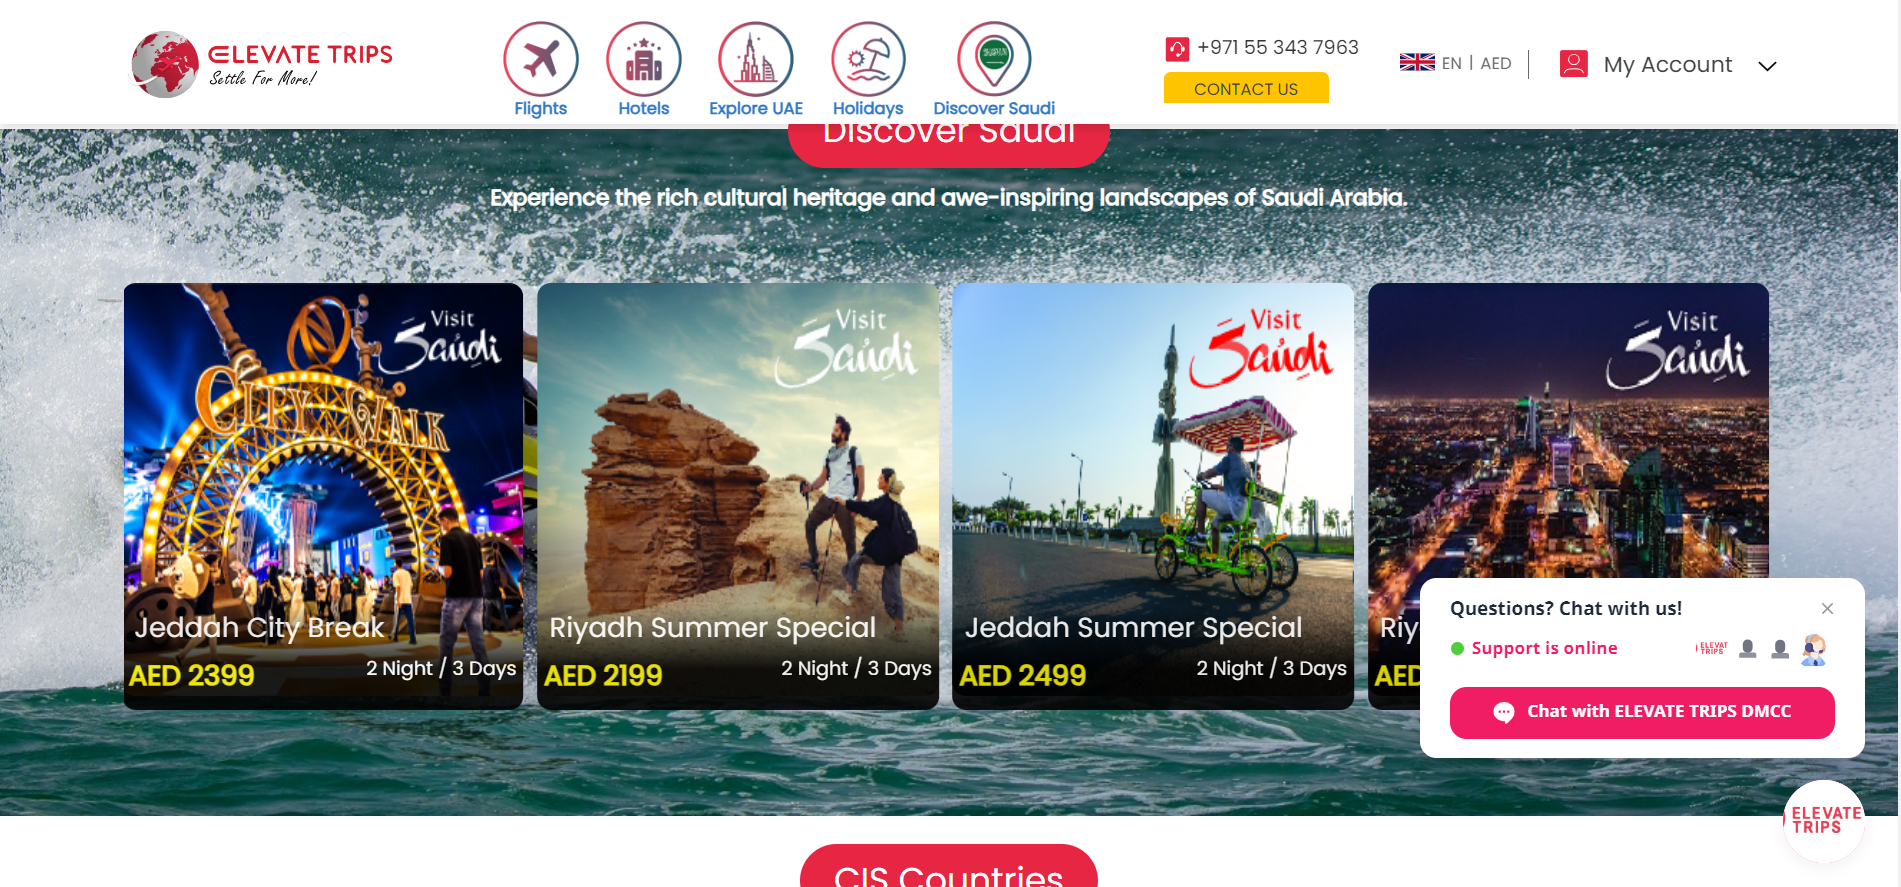 ELEVATE TRIPS
Settle For More!
Flights
Hotels
Explore UAE
Holidays
Discover Saudi
+971 55 343 7963
CONTACT US
EN | AED
My Account
Discover Saudi
Experience the rich cultural heritage and awe-inspiring landscapes of Saudi Arabia.
Visit
Saudi
CITY WALK
Jeddah City Break
AED 2399
2 Night / 3 Days
Visit
Saudi
Riyadh Summer Special
AED 2199
2 Night / 3 Days
Visit
Saudi
Jeddah Summer Special
AED 2499
2 Night / 3 Days
Visit
Saudi
Riy
AED
Questions? Chat with us!
Support is online
ELEVAT
TRIPS
Chat with ELEVATE TRIPS DMCC
ELEVATE
TRIPS
CIS Countries